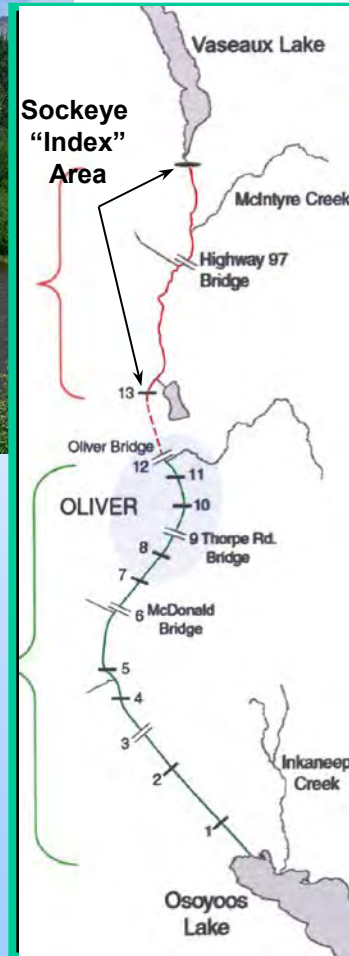 Vaseaux Lake
Sockeye
“Index”
Area
McIntyre Creek
Highway 97
Bridge
13
Oliver Bridge
12
11
OLIVER
10
9 Thorpe Rd.
Bridge
8
7
6 McDonald
Bridge
5
4
3
Inkaneep
Creek
2
1
Osoyoos
Lake